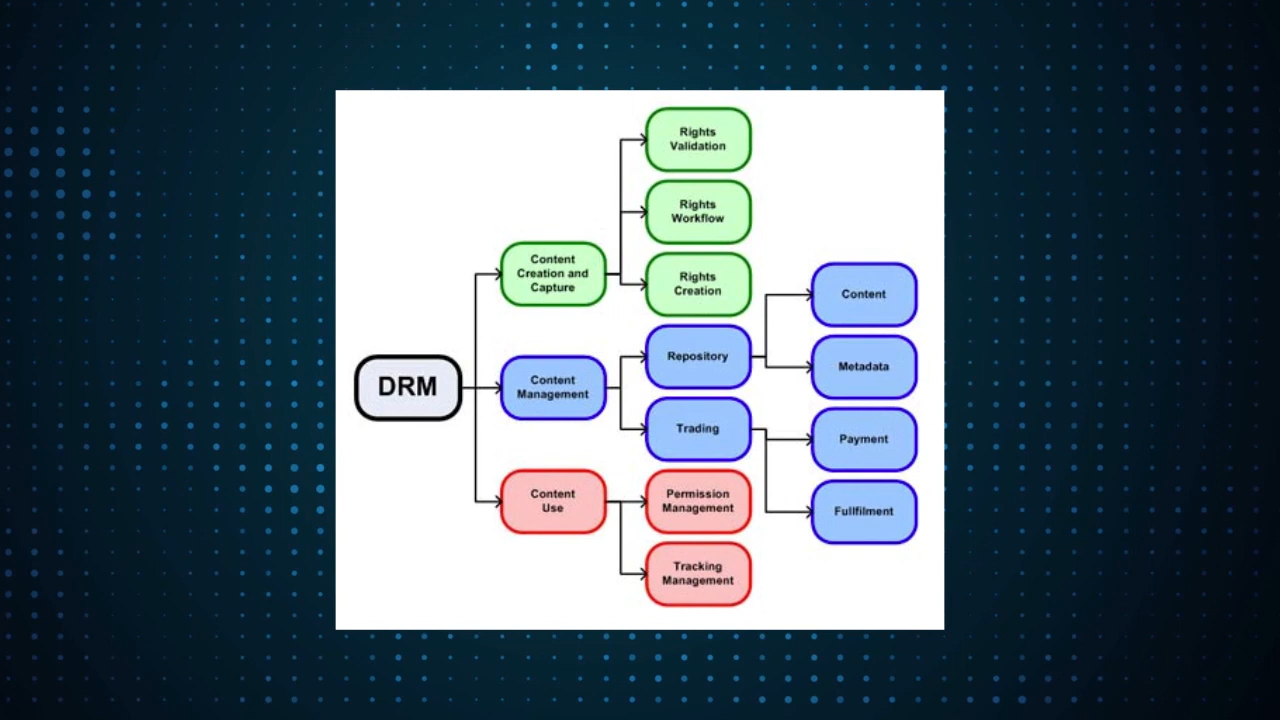 Rights
Validation
Rights
Workflow
Content
Creation and
Capture
Rights
Creation
Content
DRM
Content
Management
Repository
Metadata
Trading
Payment
Content
Use
Permission
Management
Fullfilment
Tracking
Management